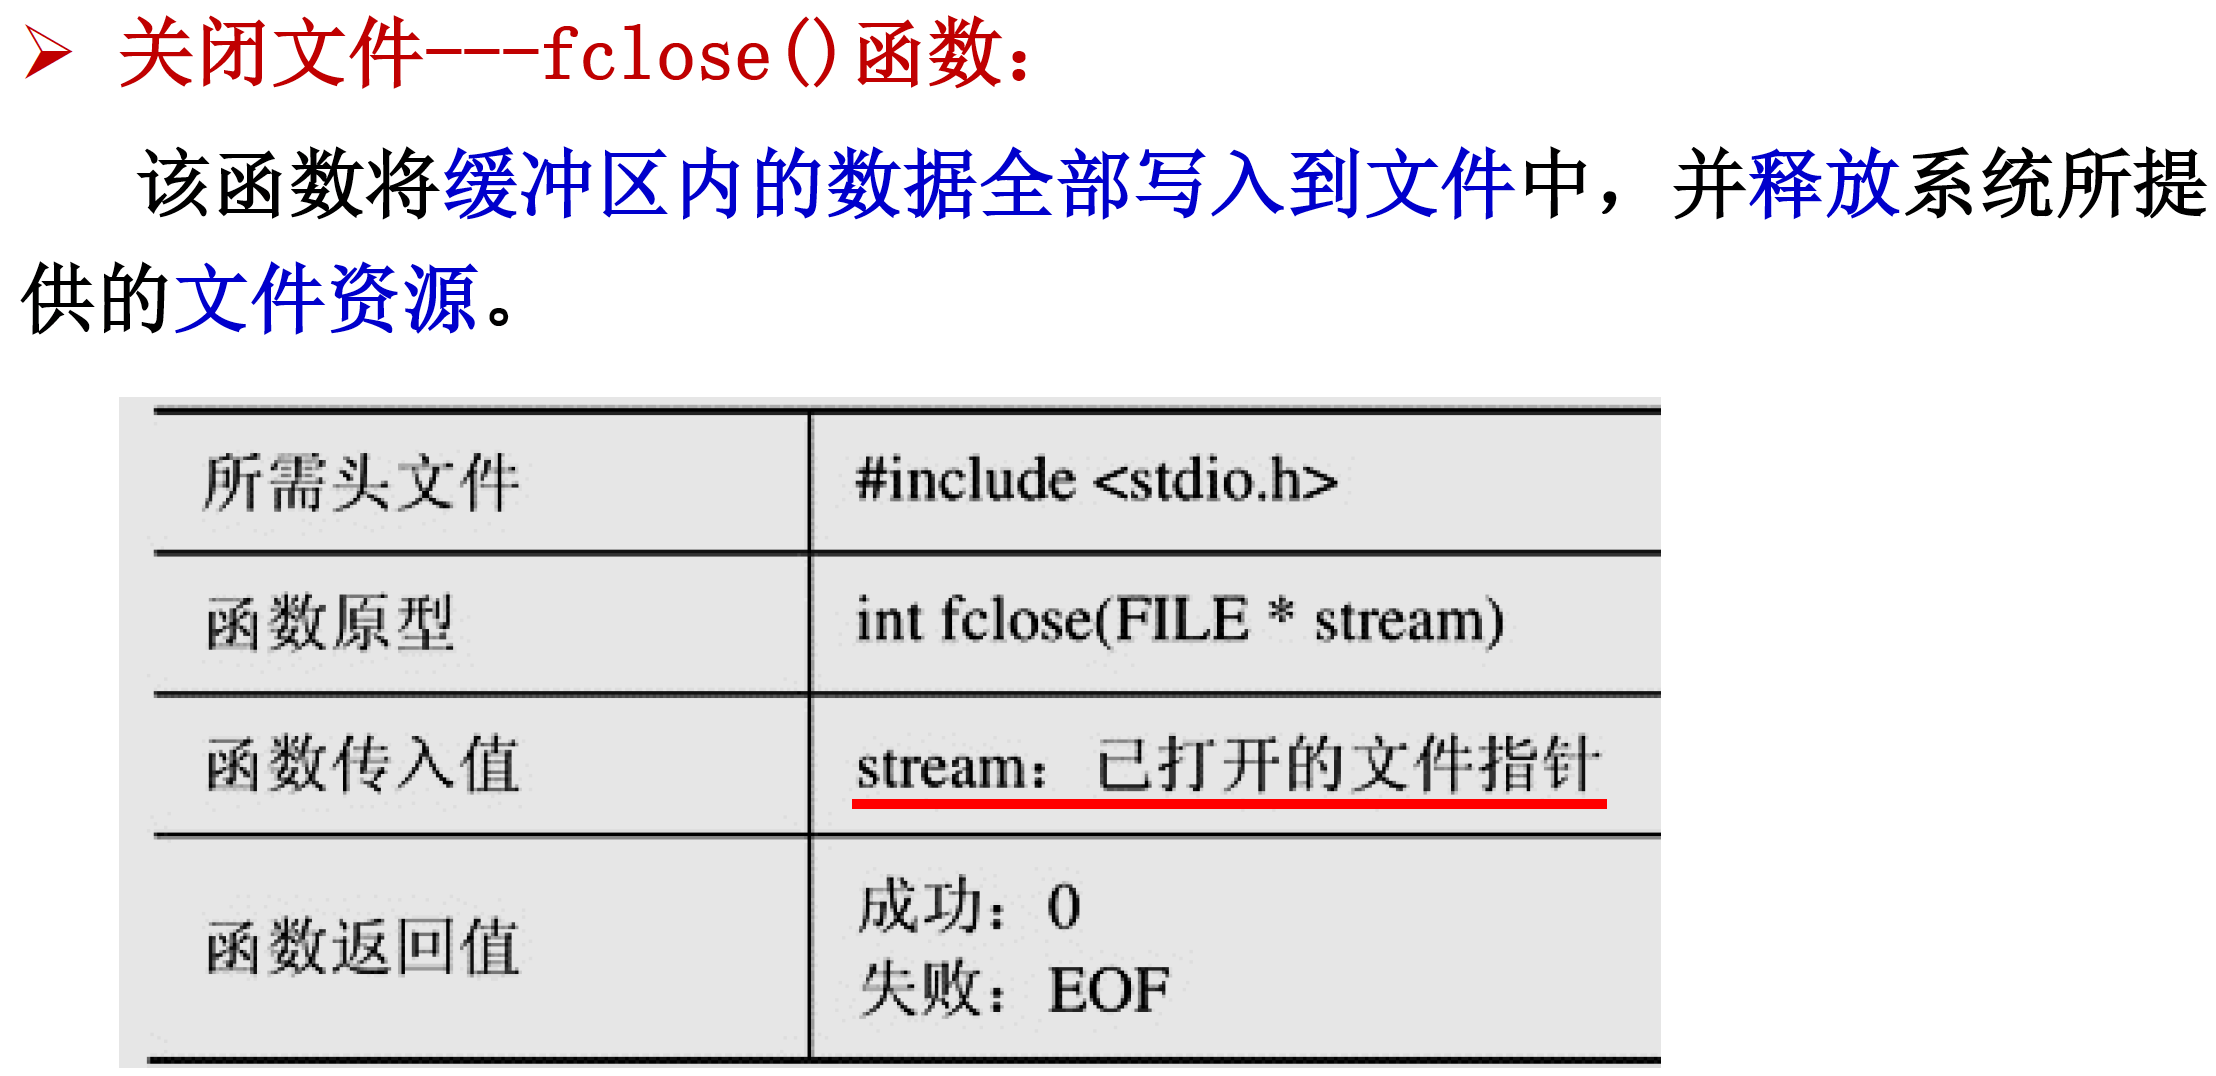 ➢ 关闭文件---fclose()函数：
该函数将缓冲区内的数据全部写入到文件中，并释放系统所提
供的文件资源。
所需头文件 #include <stdio.h>
函数原型 int fclose(FILE * stream)
函数传入值 stream： 已打开的文件指针
函数返回值 成功：0
失败：EOF